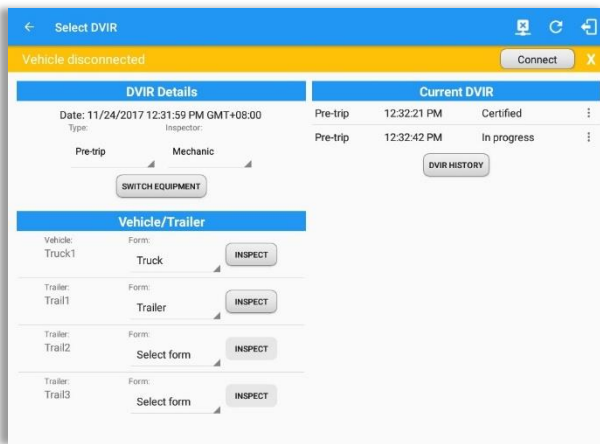 Select DVIR
Vehicle disconnected
Connect
X
DVIR Details
Date: 11/24/2017 12:31:59 PM GMT+08:00
Type: Inspector:
Pre-trip Mechanic
SWITCH EQUIPMENT
Vehicle/Trailer
Vehicle: Form:
Truck1 Truck INSPECT
Trailer: Form:
Trail1 Trailer INSPECT
Trailer: Form:
Trail2 Select form INSPECT
Trailer: Form:
Trail3 Select form INSPECT
Current DVIR
Pre-trip 12:32:21 PM Certified
Pre-trip 12:32:42 PM In progress
DVIR HISTORY